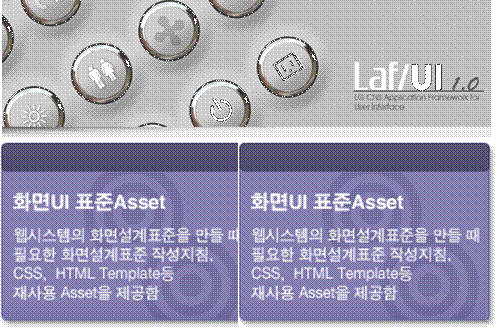 Laf/UI 1.0
LG CNS Application Framework for
User Interface
화면UI 표준Asset
웹시스템의 화면설계표준을 만들 때
필요한 화면설계표준 작성지침,
CSS, HTML Template등
재사용 Asset을 제공함
화면UI 표준Asset
웹시스템의 화면설계표준을 만들 때
필요한 화면설계표준 작성지침,
CSS, HTML Template등
재사용 Asset을 제공함